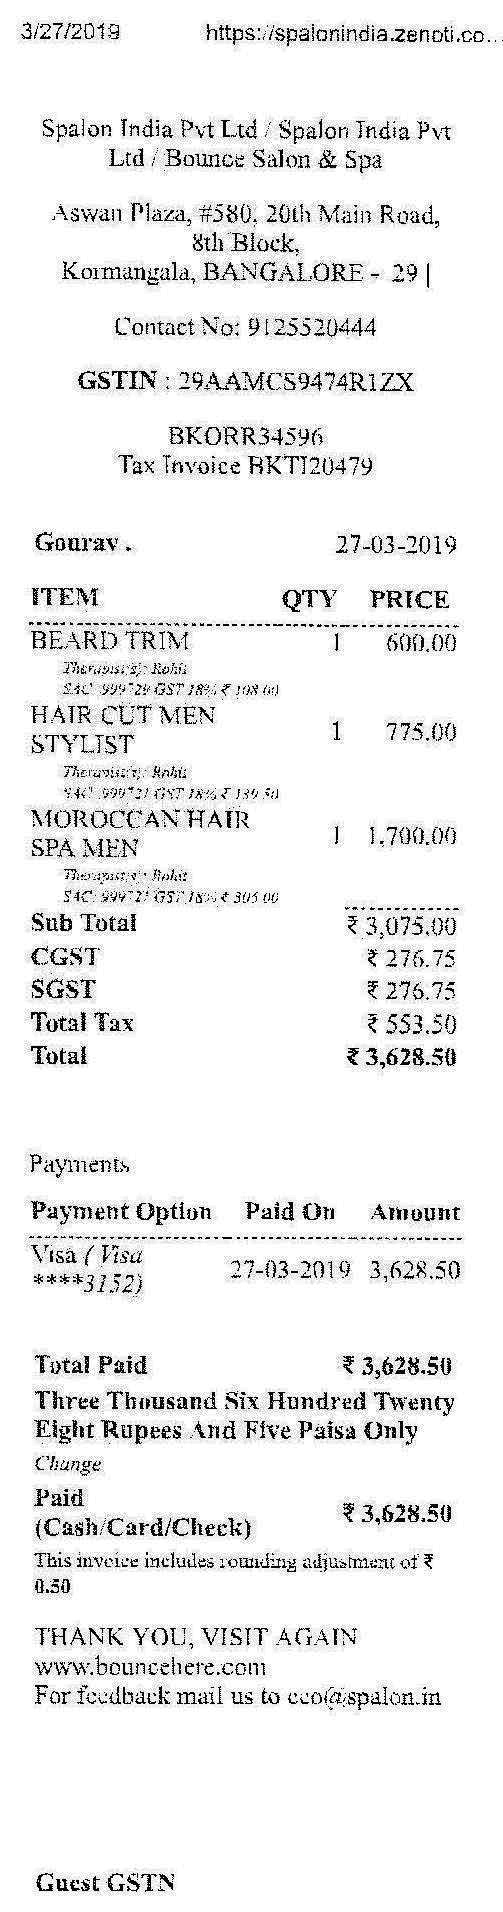 3/27/2019 https://spalonindia.zenoti.co...
Spalon India Pvt Ltd / Spalon India Pvt
Ltd / Bounce Salon & Spa
Aswan Plaza, #580, 20th Main Road,
8th Block,
Kormangala, BANGALORE - 29 |
Contact No: 9125520444
GSTIN : 29AAMCS9474R1ZX
BKORR34596
Tax Invoice BKTI20479
Gourav . 27-03-2019
ITEM QTY PRICE
BEARD TRIM 1 600.00
Therapist(s): Rohit
SAC: 999729 GST 18% ₹ 108.00
HAIR CUT MEN
STYLIST 1 775.00
Therapist(s): Rohit
SAC: 999721 GST 18% ₹ 139.50
MOROCCAN HAIR
SPA MEN 1 1,700.00
Therapist(s): Rohit
SAC: 999721 GST 18% ₹ 306.00
Sub Total ₹ 3,075.00
CGST ₹ 276.75
SGST ₹ 276.75
Total Tax ₹ 553.50
Total ₹ 3,628.50
Payments
Payment Option Paid On Amount
Visa ( Visa
****3152) 27-03-2019 3,628.50
Total Paid ₹ 3,628.50
Three Thousand Six Hundred Twenty
Eight Rupees And Five Paisa Only
Change
Paid
(Cash/Card/Check) ₹ 3,628.50
This invoice includes rounding adjustment of ₹
0.50
THANK YOU, VISIT AGAIN
www.bouncehere.com
For feedback mail us to ceo@spalon.in
Guest GSTN